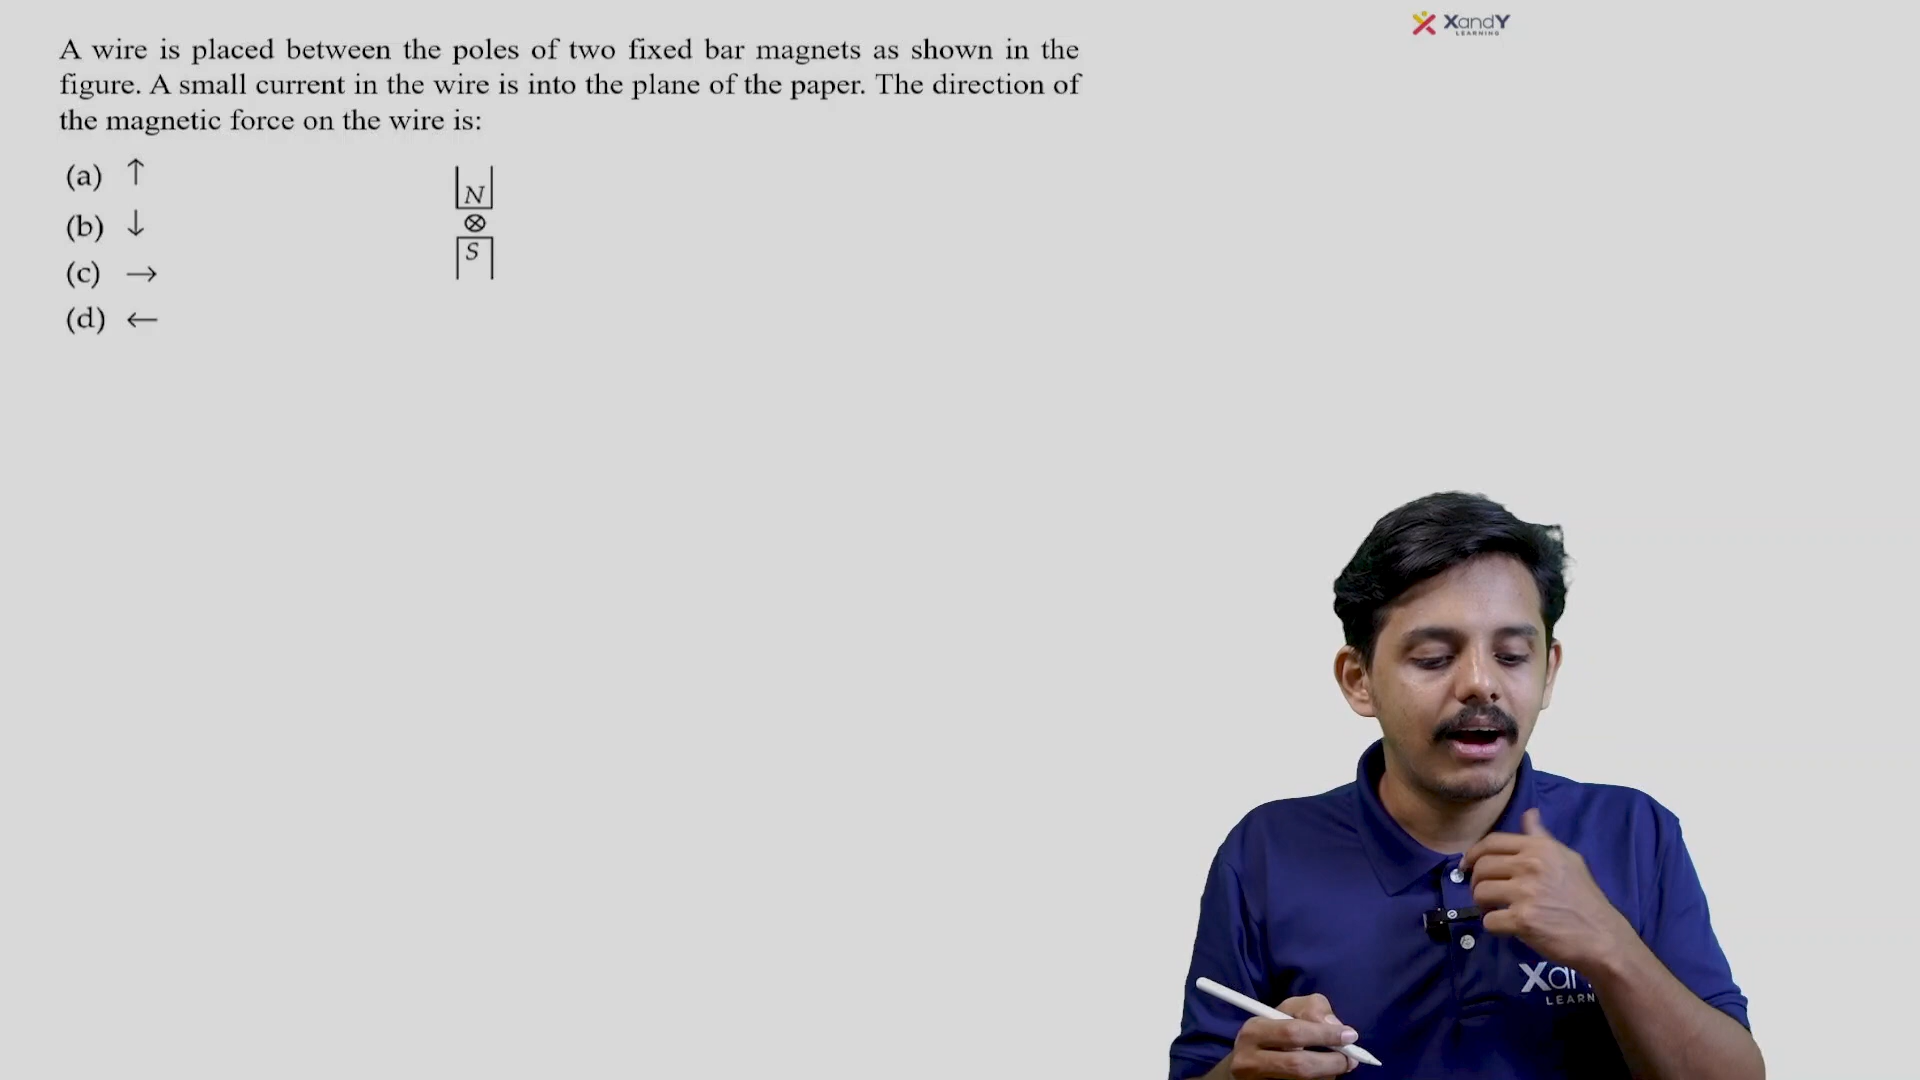 XandY
LEARNING
A wire is placed between the poles of two fixed bar magnets as shown in the
figure. A small current in the wire is into the plane of the paper. The direction of
the magnetic force on the wire is:
(a) ↑
(b) ↓
(c) →
(d) ←
N
⊗
S
Xan
LEARN